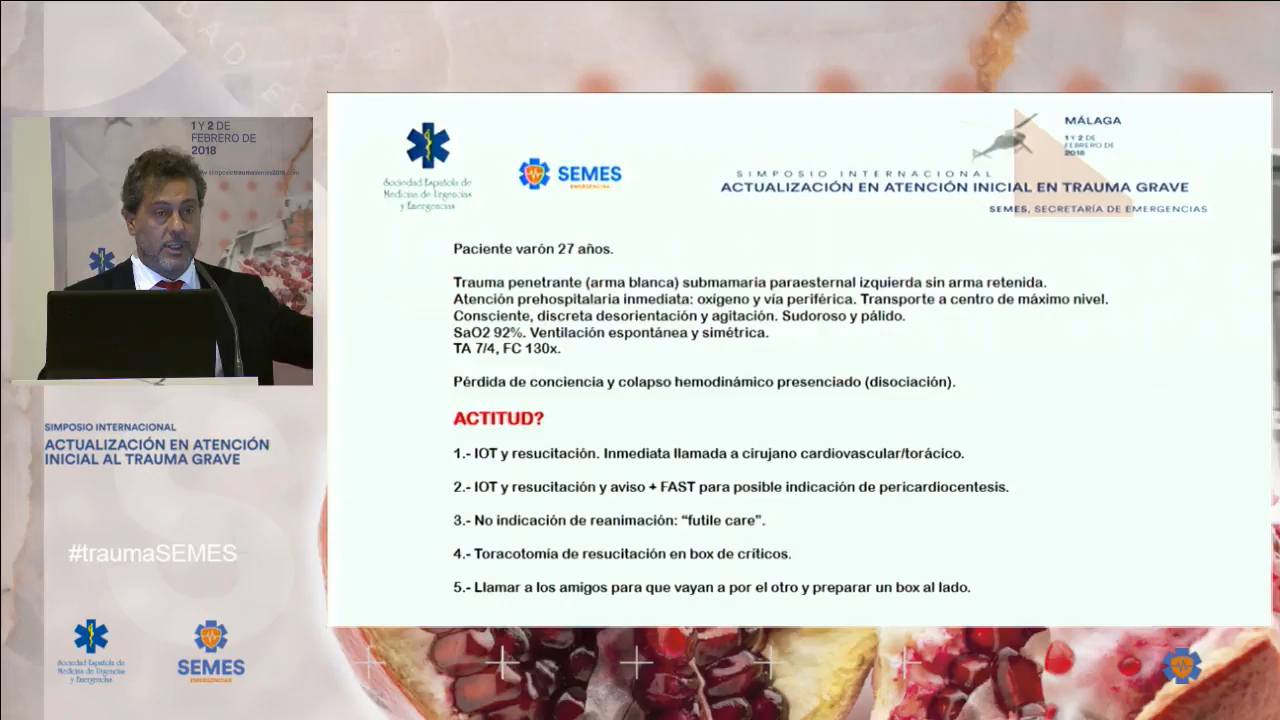 1 Y 2 DE
FEBRERO DE
2018
SIMPOSIO INTERNACIONAL
ACTUALIZACIÓN EN ATENCIÓN
INICIAL AL TRAUMA GRAVE
#traumaSEMES
Sociedad Española de
Medicina de Urgencias
y Emergencias
SEMES
EMERGENCIAS
Sociedad Española de
Medicina de Urgencias
y Emergencias
SEMES
EMERGENCIAS
MÁLAGA
1 Y 2 DE
FEBRERO DE
2018
SIMPOSIO INTERNACIONAL
ACTUALIZACIÓN EN ATENCIÓN INICIAL EN TRAUMA GRAVE
SEMES, SECRETARÍA DE EMERGENCIAS
Paciente varón 27 años.
Trauma penetrante (arma blanca) submamaria paraesternal izquierda sin arma retenida.
Atención prehospitalaria inmediata: oxígeno y vía periférica. Transporte a centro de máximo nivel.
Consciente, discreta desorientación y agitación. Sudoroso y pálido.
SaO2 92%. Ventilación espontánea y simétrica.
TA 7/4, FC 130x.
Pérdida de conciencia y colapso hemodinámico presenciado (disociación).
ACTITUD?
1.- IOT y resucitación. Inmediata llamada a cirujano cardiovascular/torácico.
2.- IOT y resucitación y aviso + FAST para posible indicación de pericardiocentesis.
3.- No indicación de reanimación: “futile care”.
4.- Toracotomía de resucitación en box de críticos.
5.- Llamar a los amigos para que vayan a por el otro y preparar un box al lado.